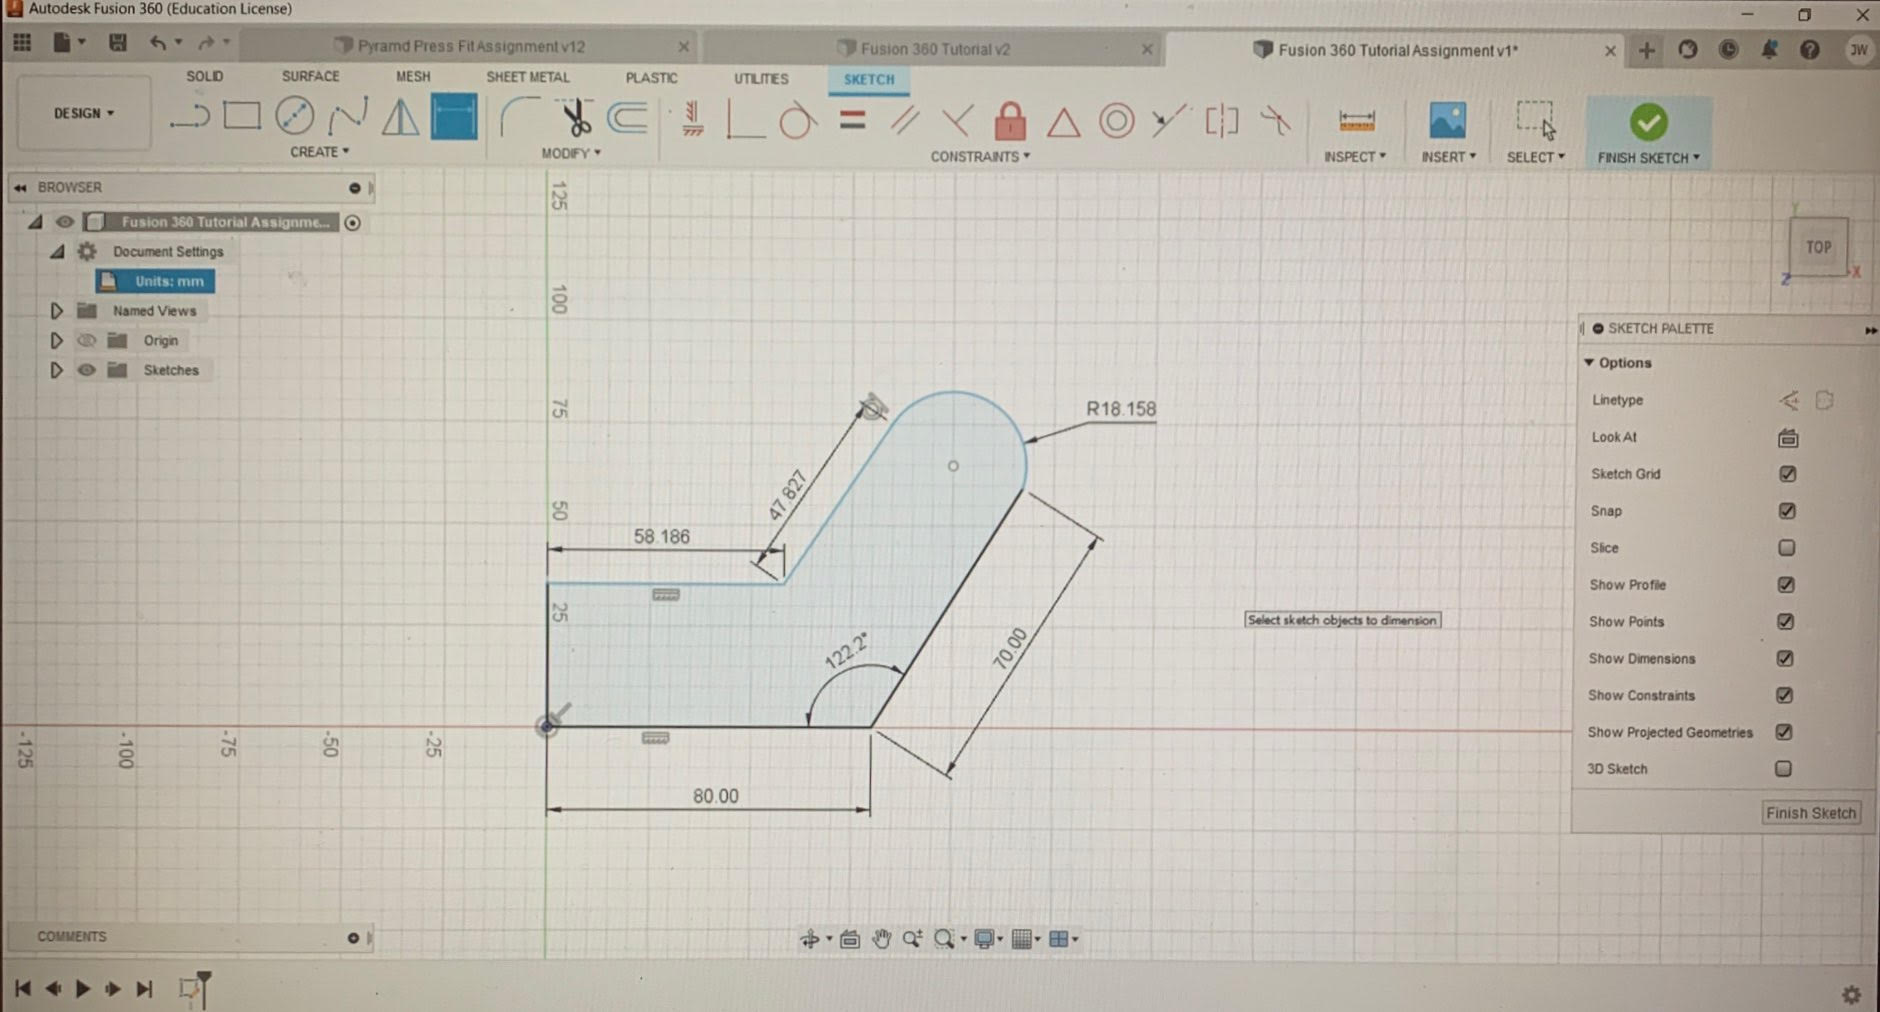 Autodesk Fusion 360 (Education License)
Pyramd Press Fit Assignment v12
Fusion 360 Tutorial v2
Fusion 360 Tutorial Assignment v1*
JW
SOLID SURFACE MESH SHEET METAL PLASTIC UTILITIES SKETCH
DESIGN
CREATE MODIFY CONSTRAINTS INSPECT INSERT SELECT FINISH SKETCH
BROWSER
Fusion 360 Tutorial Assignme...
Document Settings
Units: mm
Named Views
Origin
Sketches
125
100
75
50
25
-125
-100
-75
-50
-25
R18.158
47.827
58.186
122.2°
70.00
80.00
Select sketch objects to dimension
Y
TOP
X
Z
SKETCH PALETTE
Options
Linetype
Look At
Sketch Grid
Snap
Slice
Show Profile
Show Points
Show Dimensions
Show Constraints
Show Projected Geometries
3D Sketch
Finish Sketch
COMMENTS